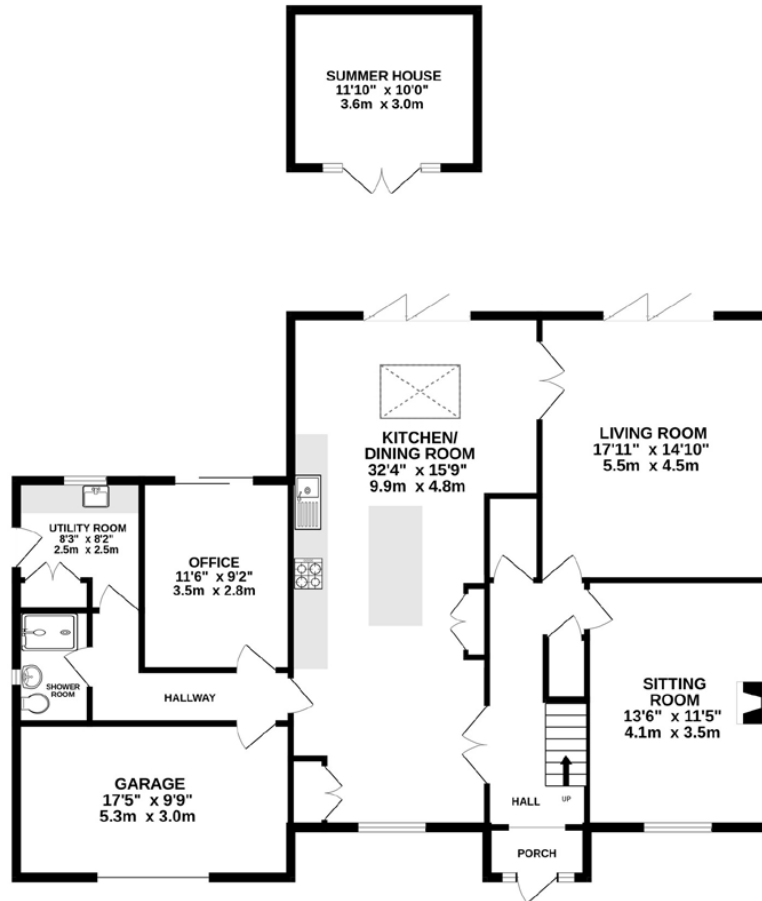 SUMMER HOUSE
11'10" x 10'0"
3.6m x 3.0m
KITCHEN/
DINING ROOM
32'4" x 15'9"
9.9m x 4.8m
LIVING ROOM
17'11" x 14'10"
5.5m x 4.5m
UTILITY ROOM
8'3" x 8'2"
2.5m x 2.5m
OFFICE
11'6" x 9'2"
3.5m x 2.8m
SHOWER
ROOM
HALLWAY
SITTING
ROOM
13'6" x 11'5"
4.1m x 3.5m
GARAGE
17'5" x 9'9"
5.3m x 3.0m
HALL
UP
PORCH